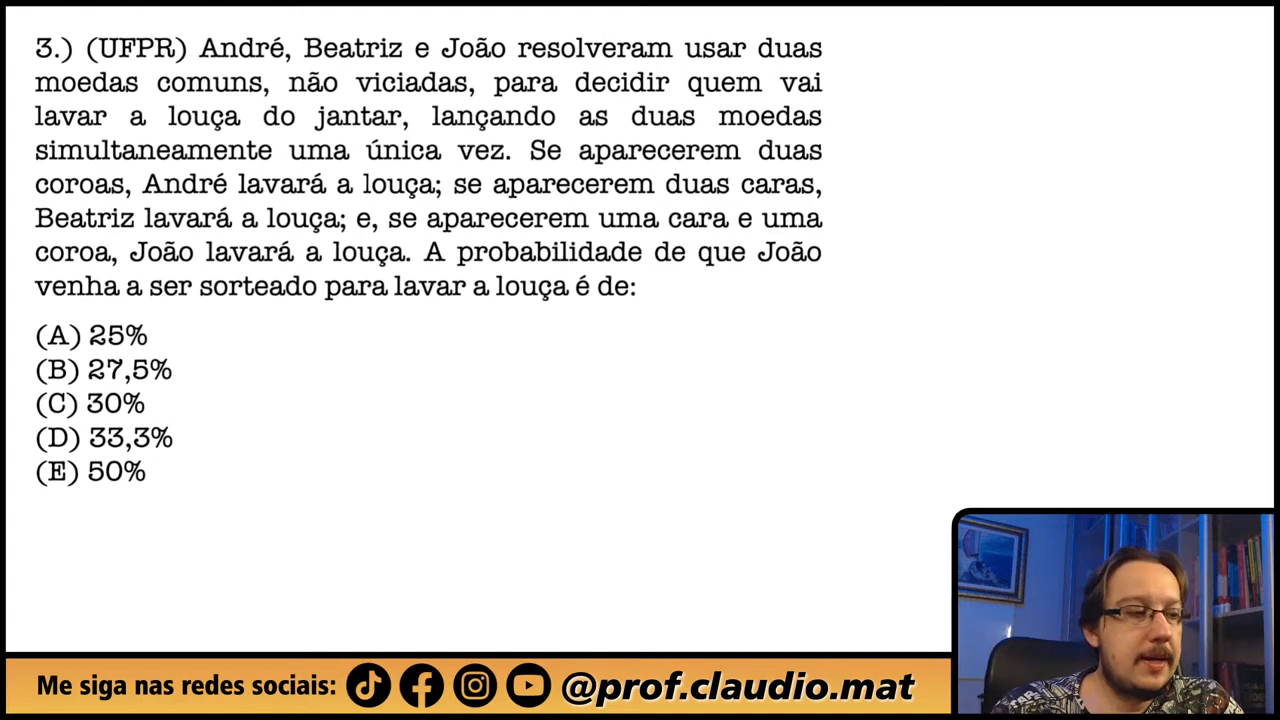 3.) (UFPR) André, Beatriz e João resolveram usar duas
moedas comuns, não viciadas, para decidir quem vai
lavar a louça do jantar, lançando as duas moedas
simultaneamente uma única vez. Se aparecerem duas
coroas, André lavará a louça; se aparecerem duas caras,
Beatriz lavará a louça; e, se aparecerem uma cara e uma
coroa, João lavará a louça. A probabilidade de que João
venha a ser sorteado para lavar a louça é de:
(A) 25%
(B) 27,5%
(C) 30%
(D) 33,3%
(E) 50%
Me siga nas redes sociais: @prof.claudio.mat